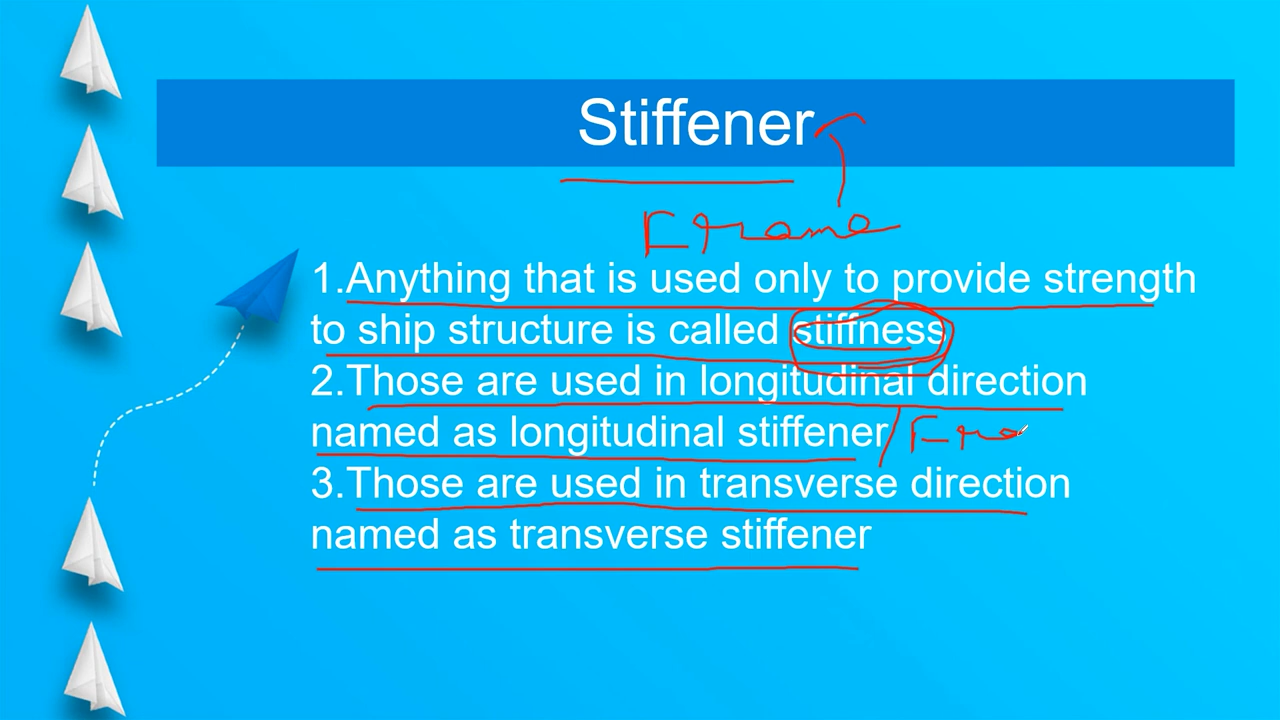 Stiffener
Frame
1.Anything that is used only to provide strength
to ship structure is called stiffness
2.Those are used in longitudinal direction
named as longitudinal stiffener/Fra
3.Those are used in transverse direction
named as transverse stiffener